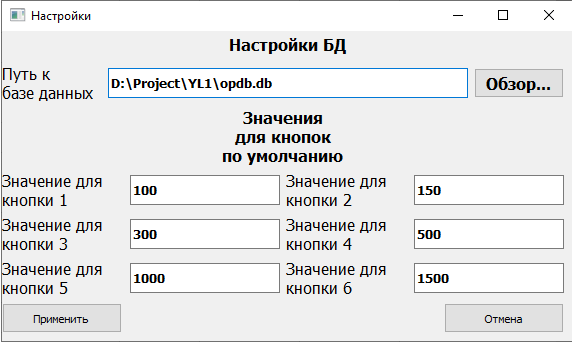 Настройки
Настройки БД
Путь к
базе данных
D:\Project\YL1\opdb.db
Обзор...
Значения
для кнопок
по умолчанию
Значение для
кнопки 1
100
Значение для
кнопки 2
150
Значение для
кнопки 3
300
Значение для
кнопки 4
500
Значение для
кнопки 5
1000
Значение для
кнопки 6
1500
Применить
Отмена